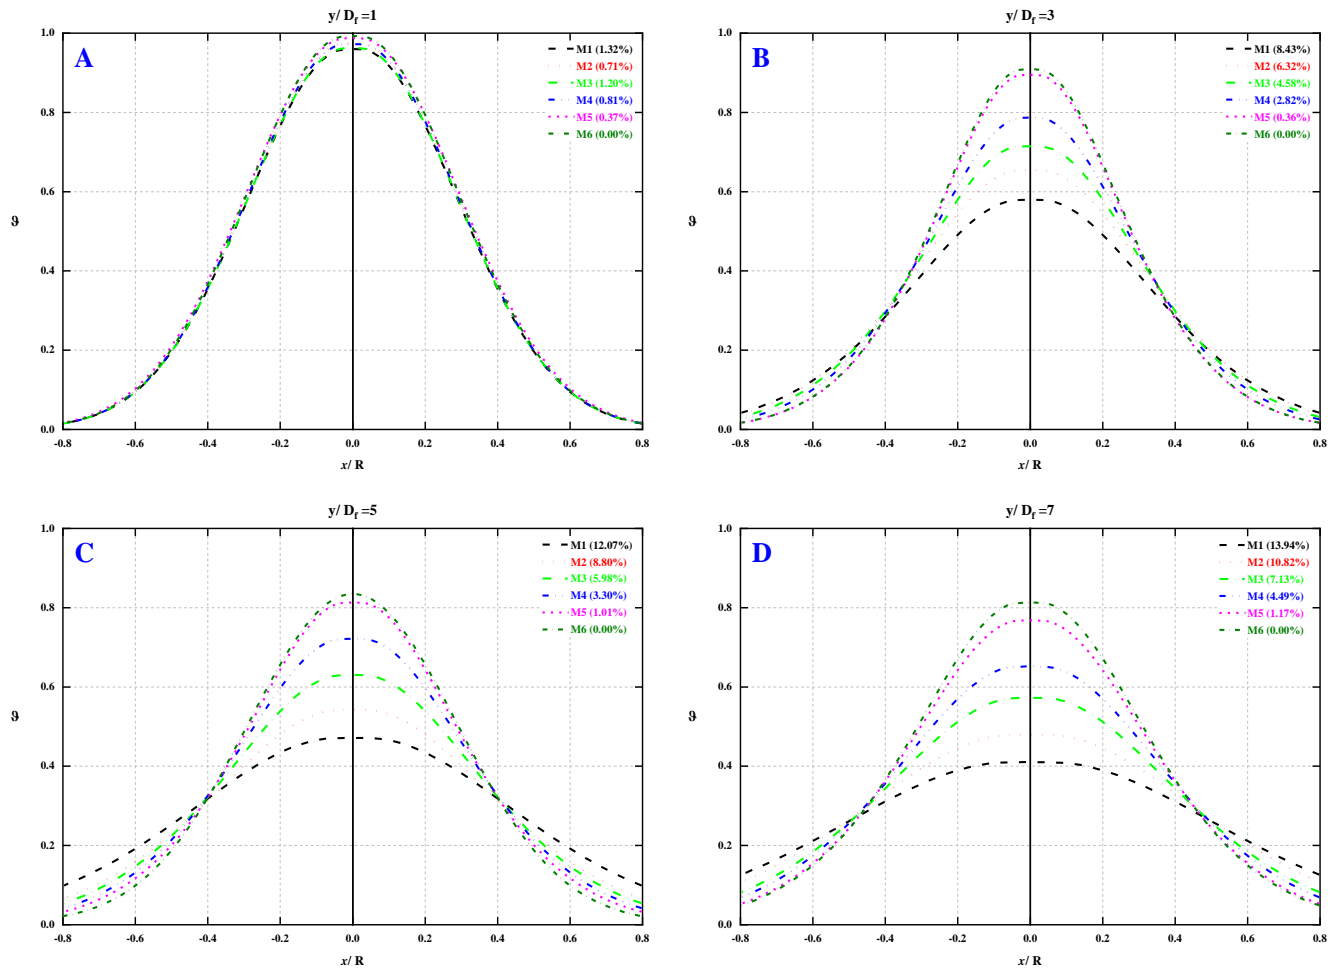 y/ Df =1
A
M1 (1.32%)
M2 (0.71%)
M3 (1.20%)
M4 (0.81%)
M5 (0.37%)
M6 (0.00%)
1.0
0.8
0.6
0.4
0.2
0.0
ϑ
-0.8 -0.6 -0.4 -0.2 0.0 0.2 0.4 0.6 0.8
x/ R
y/ Df =3
B
M1 (8.43%)
M2 (6.32%)
M3 (4.58%)
M4 (2.82%)
M5 (0.36%)
M6 (0.00%)
1.0
0.8
0.6
0.4
0.2
0.0
ϑ
-0.8 -0.6 -0.4 -0.2 0.0 0.2 0.4 0.6 0.8
x/ R
y/ Df =5
C
M1 (12.07%)
M2 (8.80%)
M3 (5.98%)
M4 (3.30%)
M5 (1.01%)
M6 (0.00%)
1.0
0.8
0.6
0.4
0.2
0.0
ϑ
-0.8 -0.6 -0.4 -0.2 0.0 0.2 0.4 0.6 0.8
x/ R
y/ Df =7
D
M1 (13.94%)
M2 (10.82%)
M3 (7.13%)
M4 (4.49%)
M5 (1.17%)
M6 (0.00%)
1.0
0.8
0.6
0.4
0.2
0.0
ϑ
-0.8 -0.6 -0.4 -0.2 0.0 0.2 0.4 0.6 0.8
x/ R